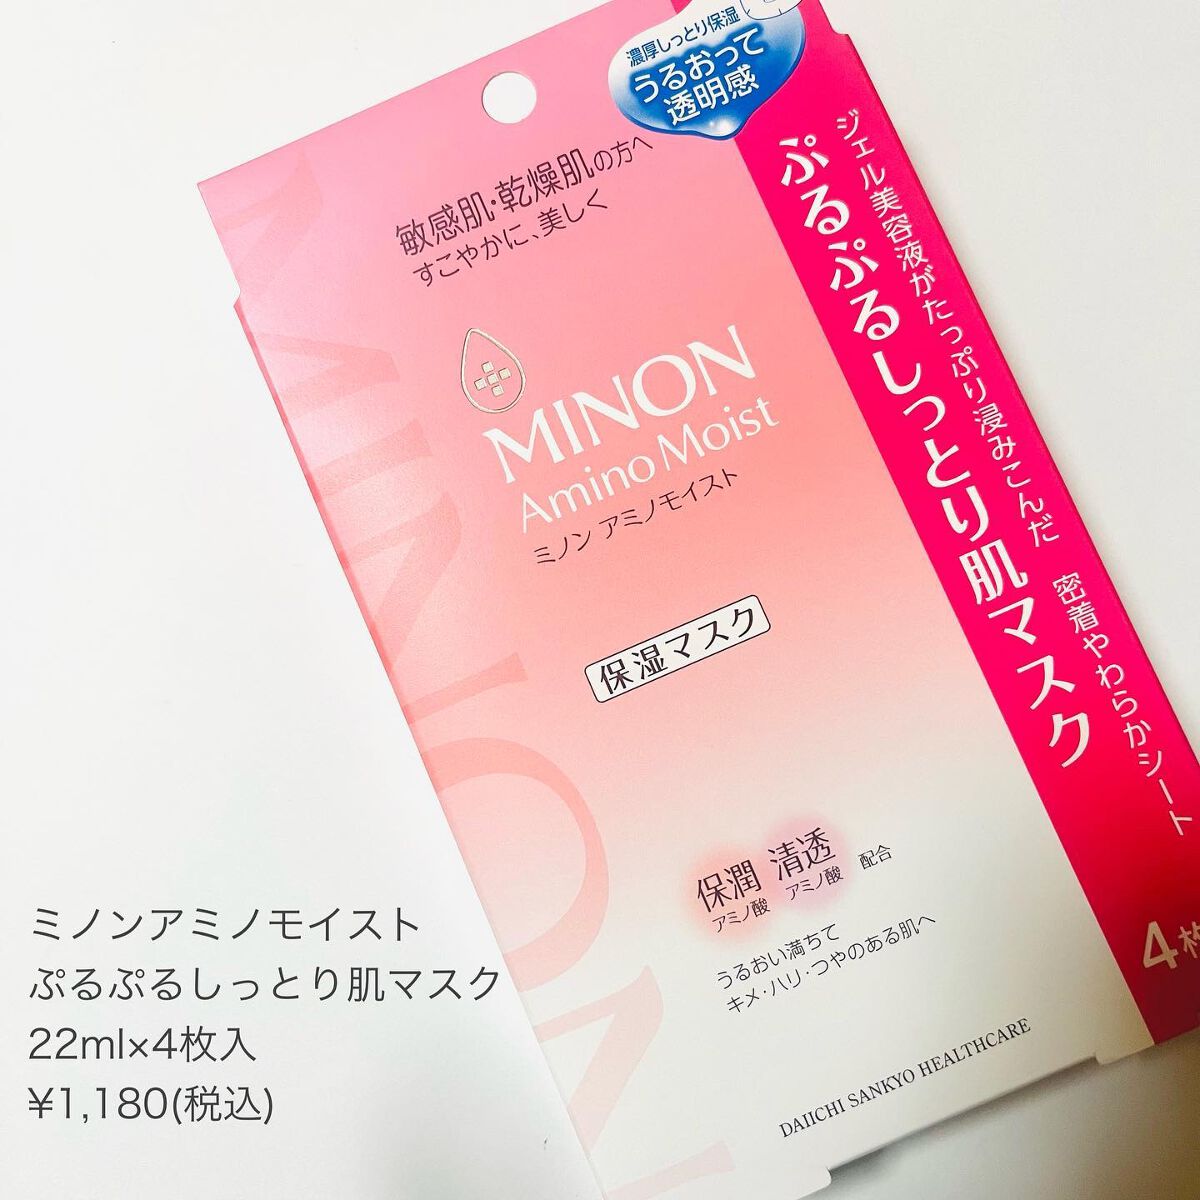 濃厚しっとり保湿
うるおって
透明感
敏感肌・乾燥肌の方へ
すこやかに、美しく
MINON
Amino Moist
ミノン アミノモイスト
保湿マスク
ジェル美容液がたっぷり浸みこんだ 密着やわらかシート
ぷるぷるしっとり肌マスク
保潤 清透 配合
アミノ酸 アミノ酸
うるおい満ちて
キメ・ハリ・つやのある肌へ
4枚
DAIICHI SANKYO HEALTHCARE
MINON
ミノンアミノモイスト
ぷるぷるしっとり肌マスク
22ml×4枚入
¥1,180(税込)